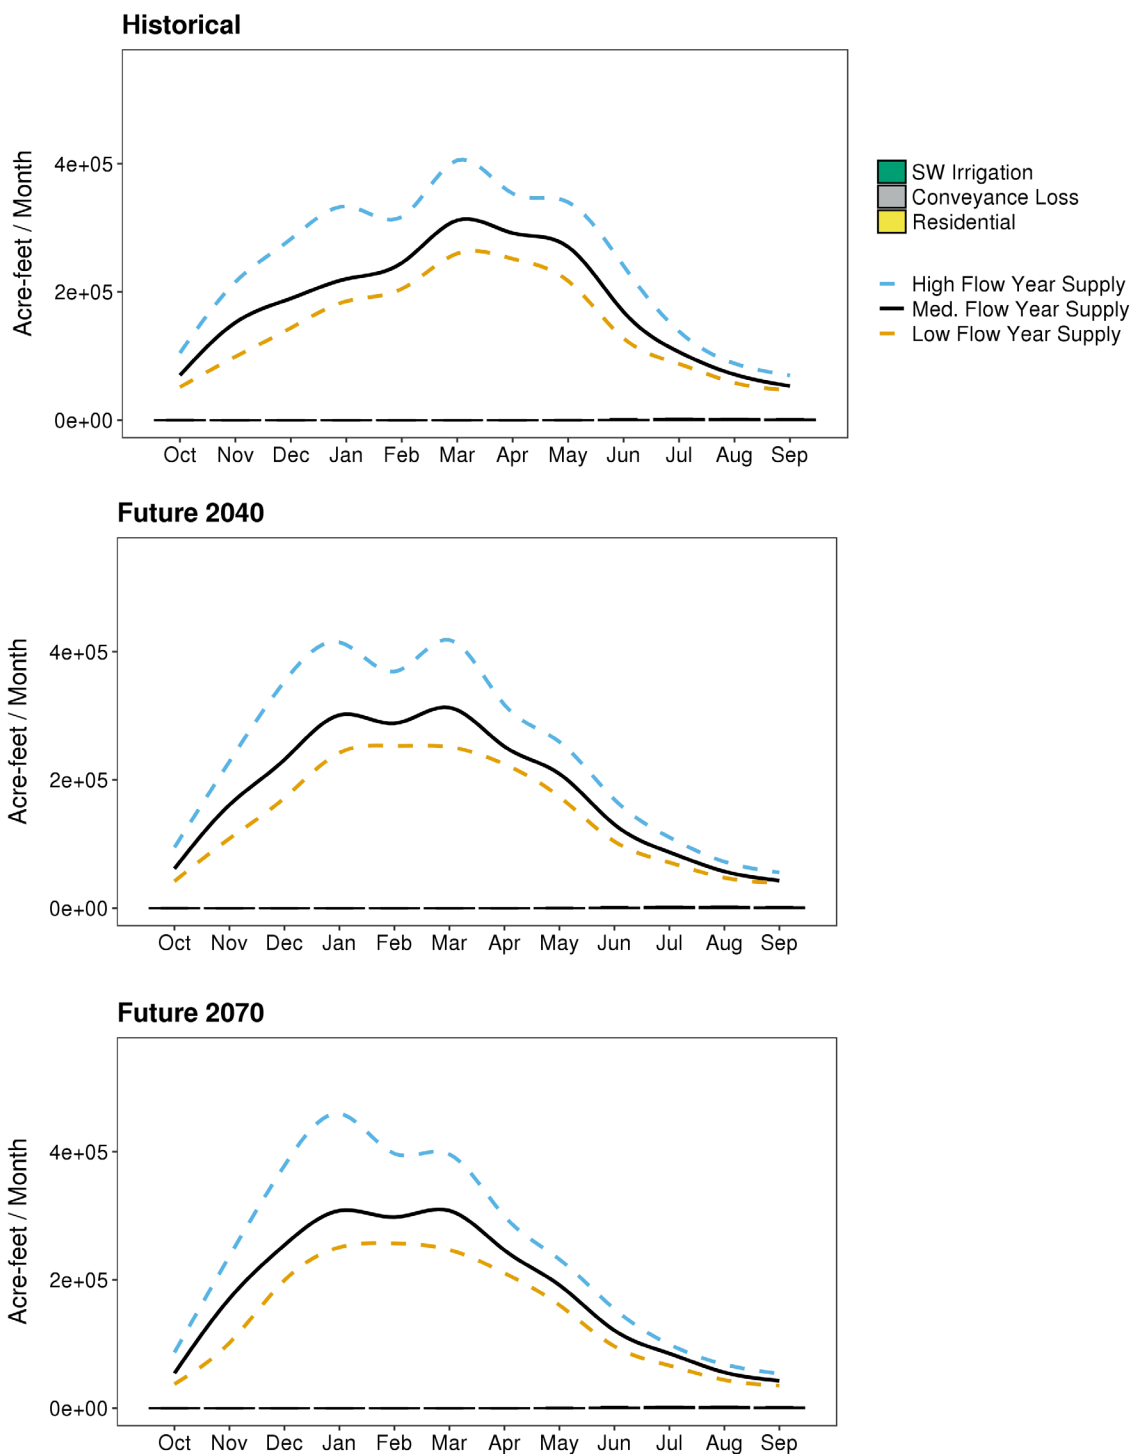 Historical
Acre-feet / Month
4e+05
2e+05
0e+00
Oct Nov Dec Jan Feb Mar Apr May Jun Jul Aug Sep
SW Irrigation
Conveyance Loss
Residential
High Flow Year Supply
Med. Flow Year Supply
Low Flow Year Supply
Future 2040
Acre-feet / Month
4e+05
2e+05
0e+00
Oct Nov Dec Jan Feb Mar Apr May Jun Jul Aug Sep
Future 2070
Acre-feet / Month
4e+05
2e+05
0e+00
Oct Nov Dec Jan Feb Mar Apr May Jun Jul Aug Sep